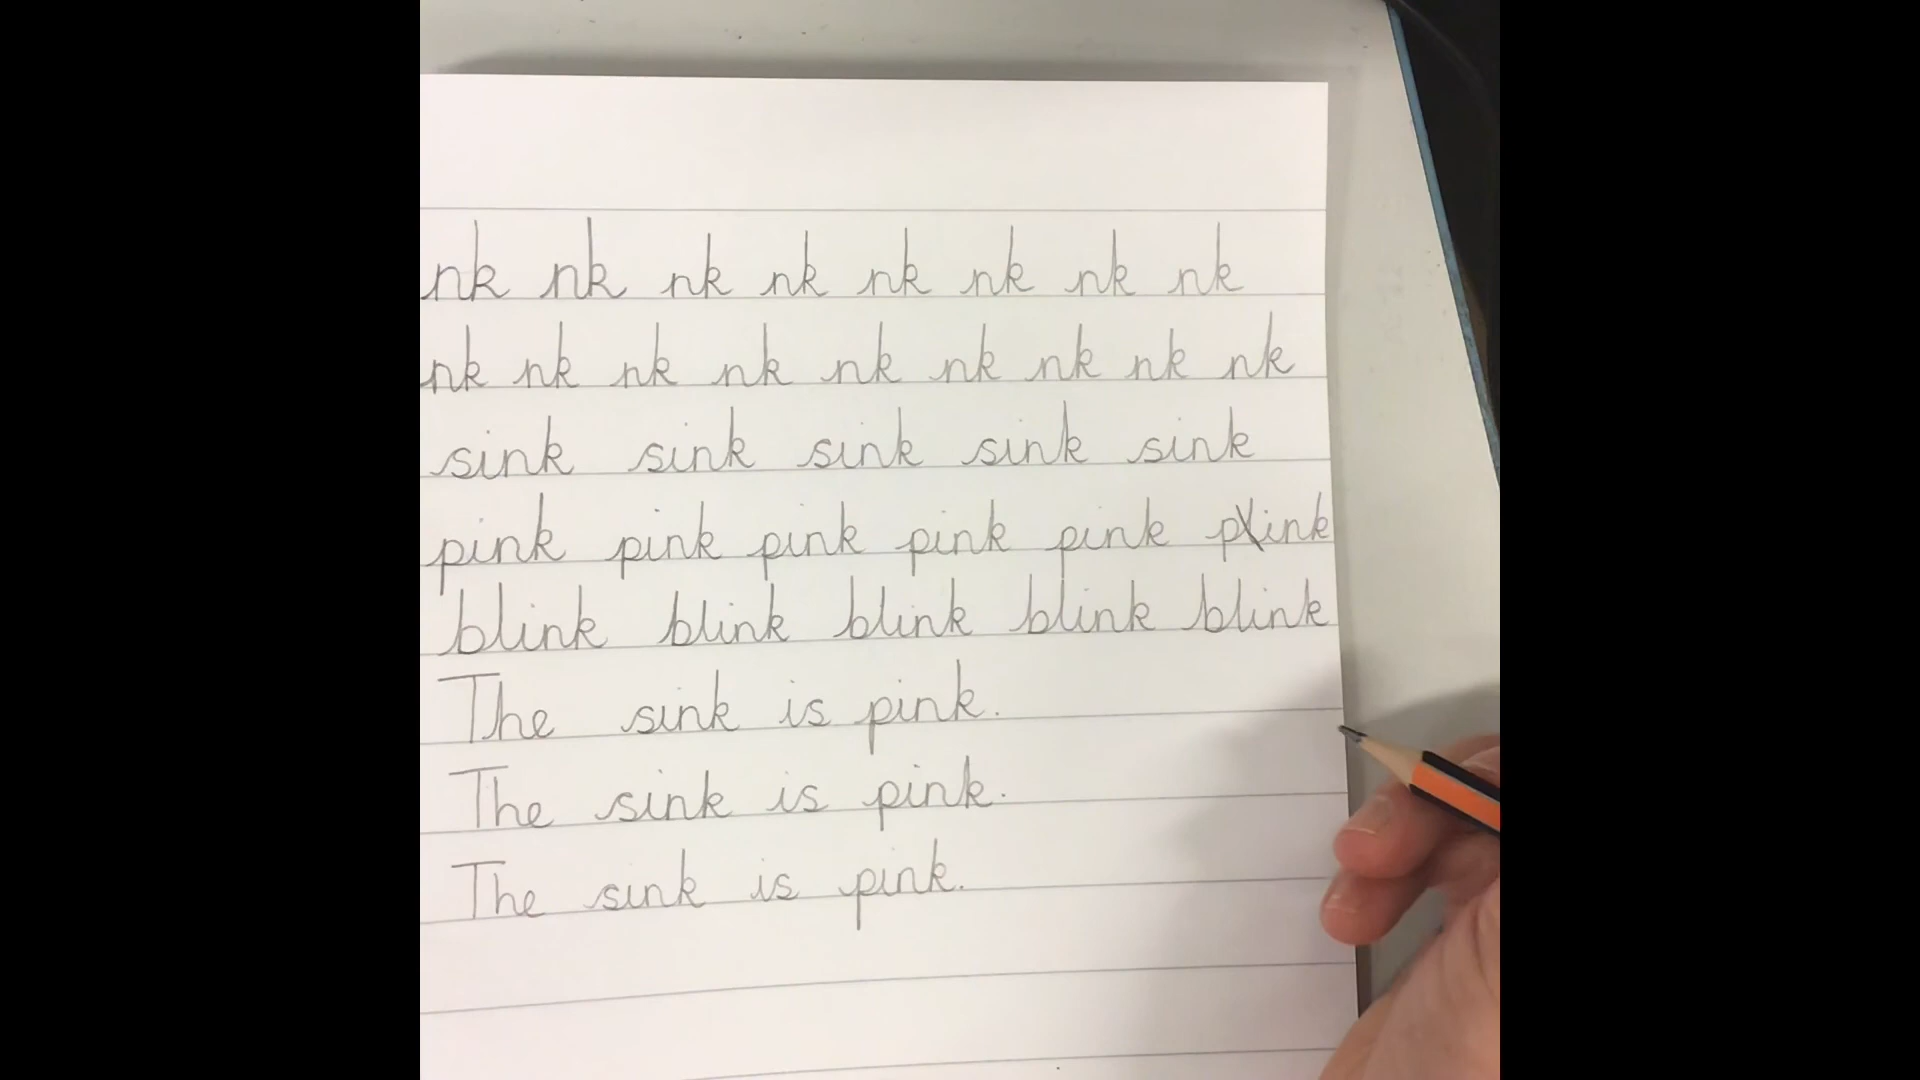 nk nk nk nk nk nk nk nk
nk nk nk nk nk nk nk nk nk
sink sink sink sink sink
pink pink pink pink pink pink
blink blink blink blink blink
The sink is pink.
The sink is pink.
The sink is pink.